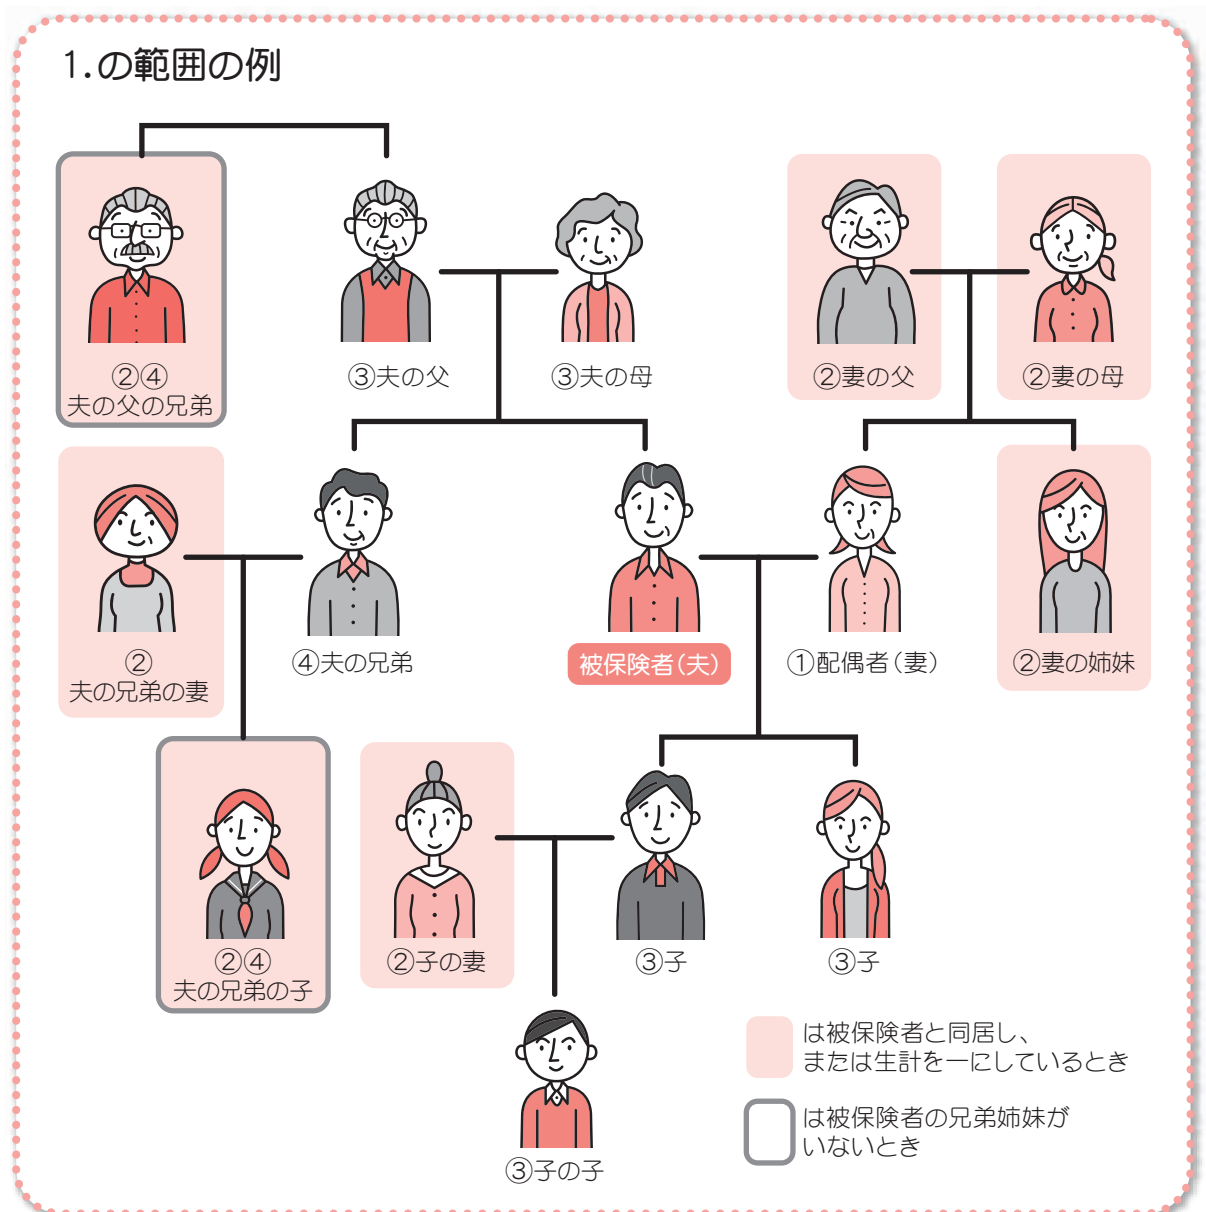 1.の範囲の例
②④
夫の父の兄弟
③夫の父
③夫の母
②妻の父
②妻の母
②
夫の兄弟の妻
④夫の兄弟
被保険者(夫)
①配偶者(妻)
②妻の姉妹
②④
夫の兄弟の子
②子の妻
③子
③子
③子の子
は被保険者と同居し、
または生計を一にしているとき
は被保険者の兄弟姉妹が
いないとき